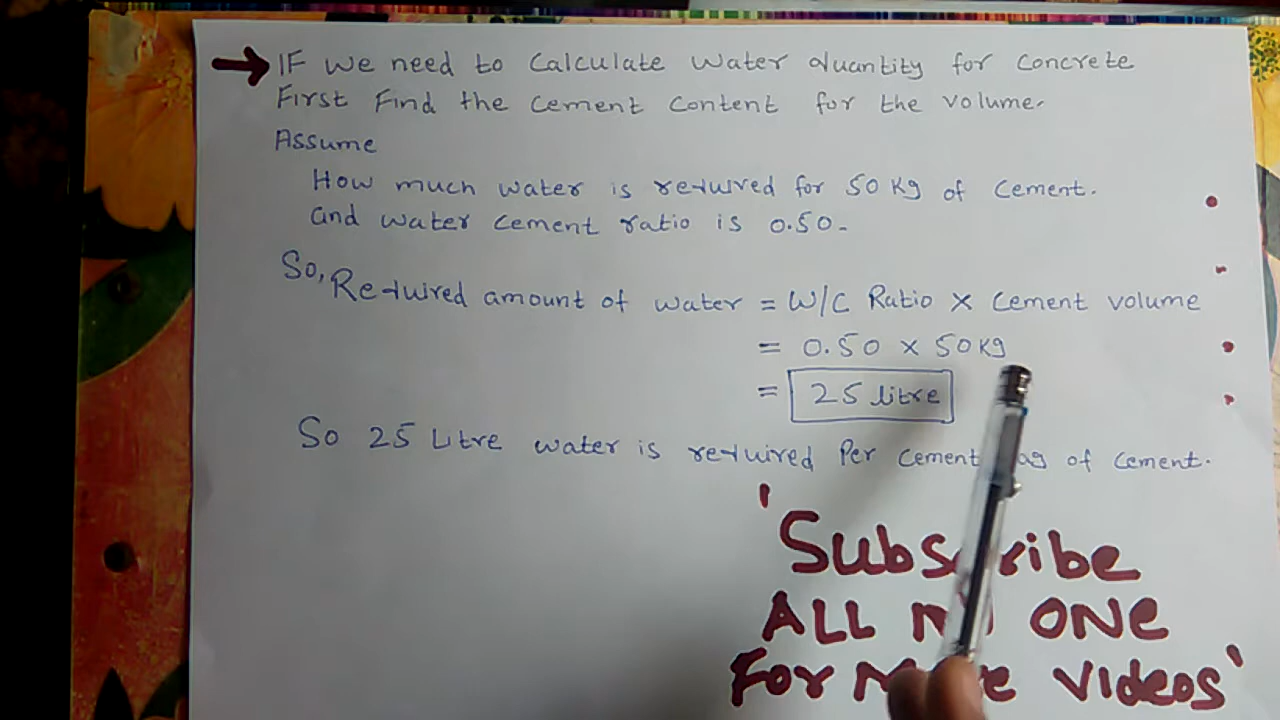 IF we need to calculate water quantity for concrete
First Find the cement content for the volume.
Assume
How much water is required for 50 Kg of cement.
and water cement ratio is 0.50.
So, Required amount of water = W/C Ratio × cement volume
= 0.50 × 50 Kg
= 25 litre
So 25 Litre water is required Per cement of cement.
'Subscribe
ALL ONE
For Videos'